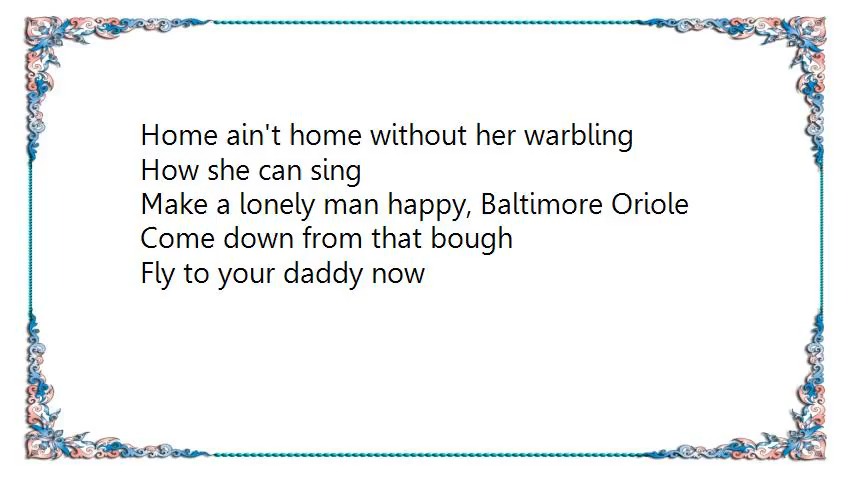 Home ain't home without her warbling
How she can sing
Make a lonely man happy, Baltimore Oriole
Come down from that bough
Fly to your daddy now